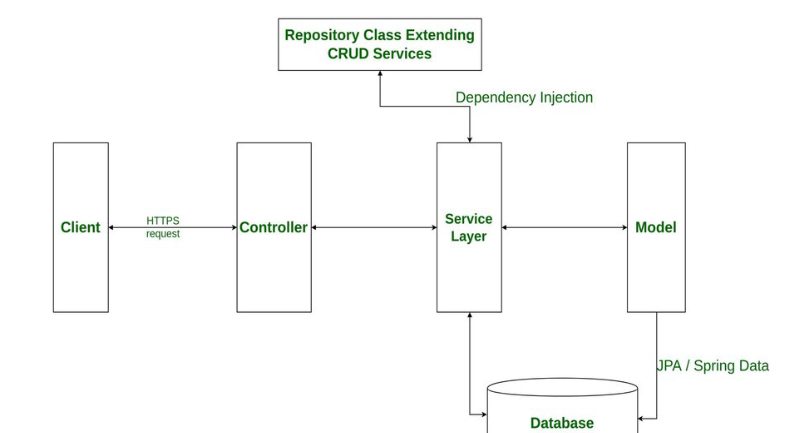 Repository Class Extending
CRUD Services
Dependency Injection
Client
HTTPS
request
Controller
Service
Layer
Model
JPA / Spring Data
Database